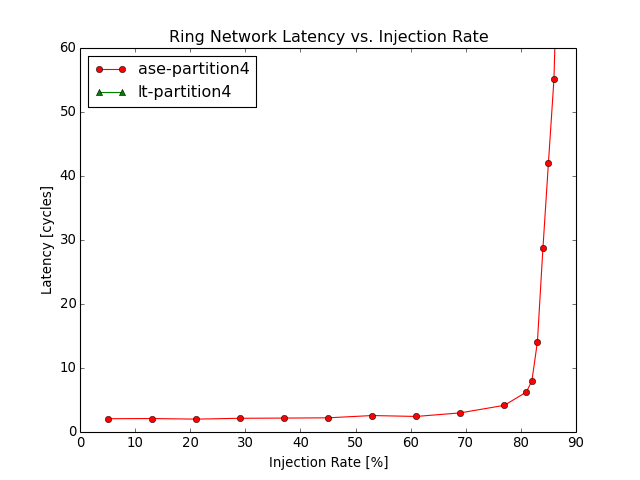 Ring Network Latency vs. Injection Rate
ase-partition4
lt-partition4
60
50
40
30
20
10
0
Latency [cycles]
0 10 20 30 40 50 60 70 80 90
Injection Rate [%]